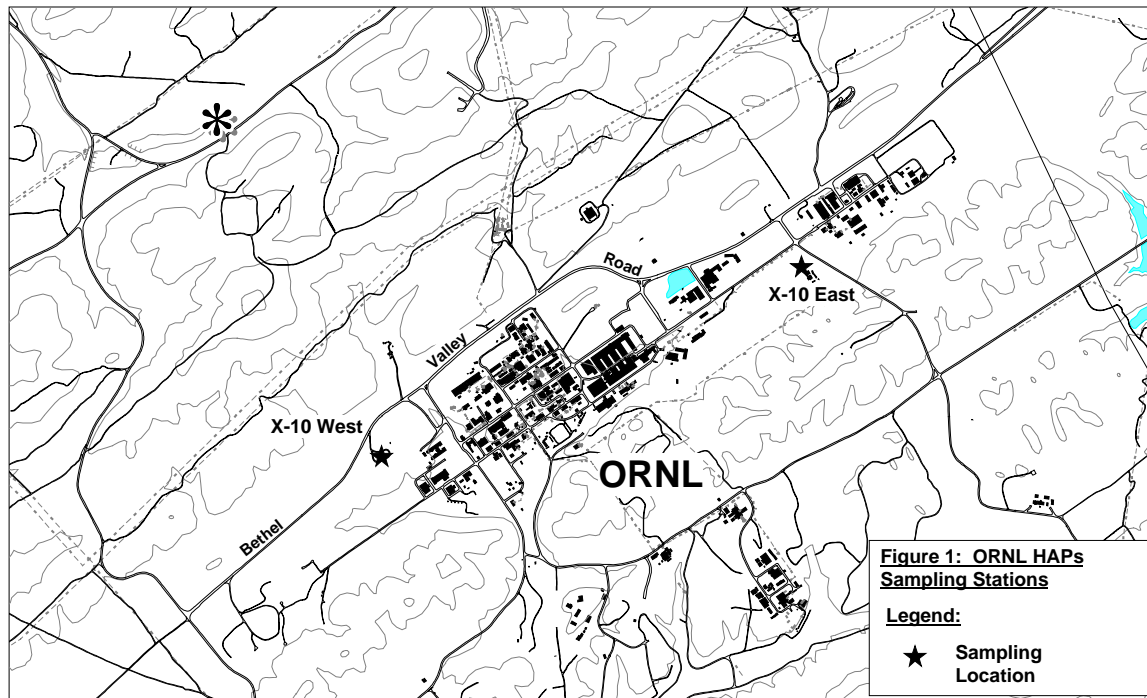 Road
X-10 East
Valley
X-10 West
ORNL
Bethel
Figure 1: ORNL HAPs
Sampling Stations
Legend:
Sampling
Location